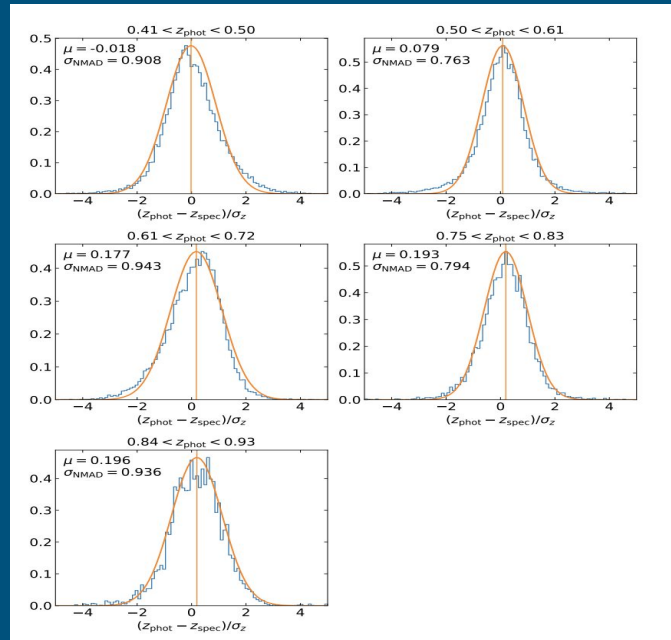 0.41 < z_phot < 0.50
μ = -0.018
σ_NMAD = 0.908
0.5
0.4
0.3
0.2
0.1
0.0
−4 −2 0 2 4
(z_phot − z_spec)/σ_z
0.50 < z_phot < 0.61
μ = 0.079
σ_NMAD = 0.763
0.5
0.4
0.3
0.2
0.1
0.0
−4 −2 0 2 4
(z_phot − z_spec)/σ_z
0.61 < z_phot < 0.72
μ = 0.177
σ_NMAD = 0.943
0.4
0.3
0.2
0.1
0.0
−4 −2 0 2 4
(z_phot − z_spec)/σ_z
0.75 < z_phot < 0.83
μ = 0.193
σ_NMAD = 0.794
0.5
0.4
0.3
0.2
0.1
0.0
−4 −2 0 2 4
(z_phot − z_spec)/σ_z
0.84 < z_phot < 0.93
μ = 0.196
σ_NMAD = 0.936
0.4
0.3
0.2
0.1
0.0
−4 −2 0 2 4
(z_phot − z_spec)/σ_z